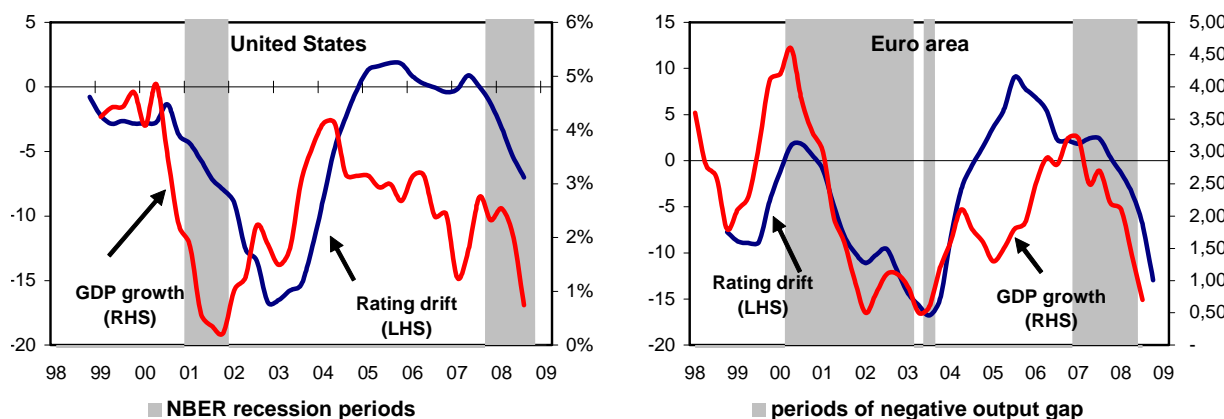 United States
5
0
-5
-10
-15
-20
6%
5%
4%
3%
2%
1%
0%
GDP growth
(RHS)
Rating drift
(LHS)
98 99 00 01 02 03 04 05 06 07 08 09
NBER recession periods
Euro area
15
10
5
0
-5
-10
-15
-20
5,00
4,50
4,00
3,50
3,00
2,50
2,00
1,50
1,00
0,50
-
Rating drift
(LHS)
GDP growth
(RHS)
98 99 00 01 02 03 04 05 06 07 08 09
periods of negative output gap